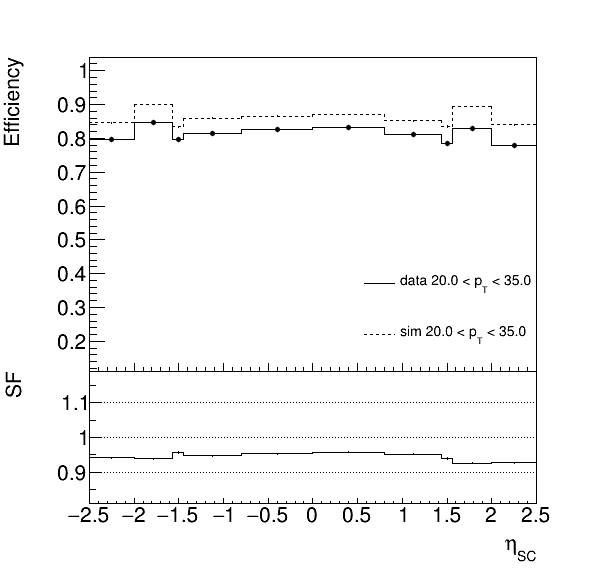 Efficiency
1
0.9
0.8
0.7
0.6
0.5
0.4
0.3
0.2
data 20.0 < p_T < 35.0
sim 20.0 < p_T < 35.0
SF
1.1
1
0.9
−2.5 −2 −1.5 −1 −0.5 0 0.5 1 1.5 2 2.5
η_SC